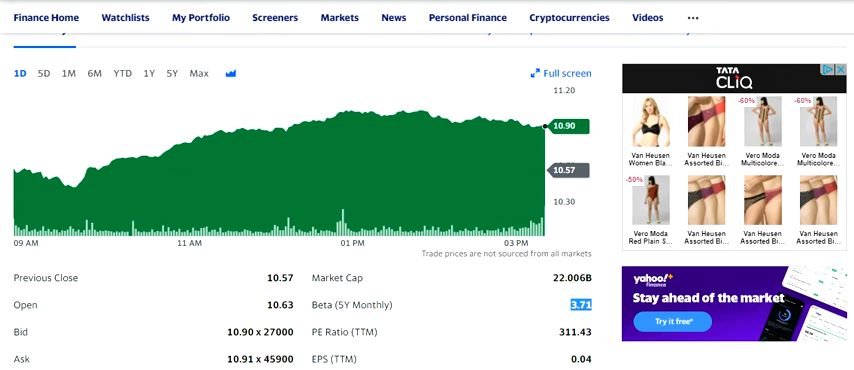 Finance Home Watchlists My Portfolio Screeners Markets News Personal Finance Cryptocurrencies Videos ...
1D 5D 1M 6M YTD 1Y 5Y Max
Full screen
11.20
10.90
10.57
10.30
09 AM 11 AM 01 PM 03 PM
Trade prices are not sourced from all markets
Previous Close 10.57 Market Cap 22.006B
Open 10.63 Beta (5Y Monthly) 3.71
Bid 10.90 x 27000 PE Ratio (TTM) 311.43
Ask 10.91 x 45900 EPS (TTM) 0.04
TATA
CLiQ
-60% -60%
Van Heusen Women Bla...
Van Heusen Assorted Bi...
Vero Moda Multicolore...
Vero Moda Multicolore...
-50%
Vero Moda Red Plain S...
Van Heusen Assorted Bi...
Van Heusen Assorted Bi...
Van Heusen Assorted Bi...
yahoo!+
finance
Stay ahead of the market
Try it free*